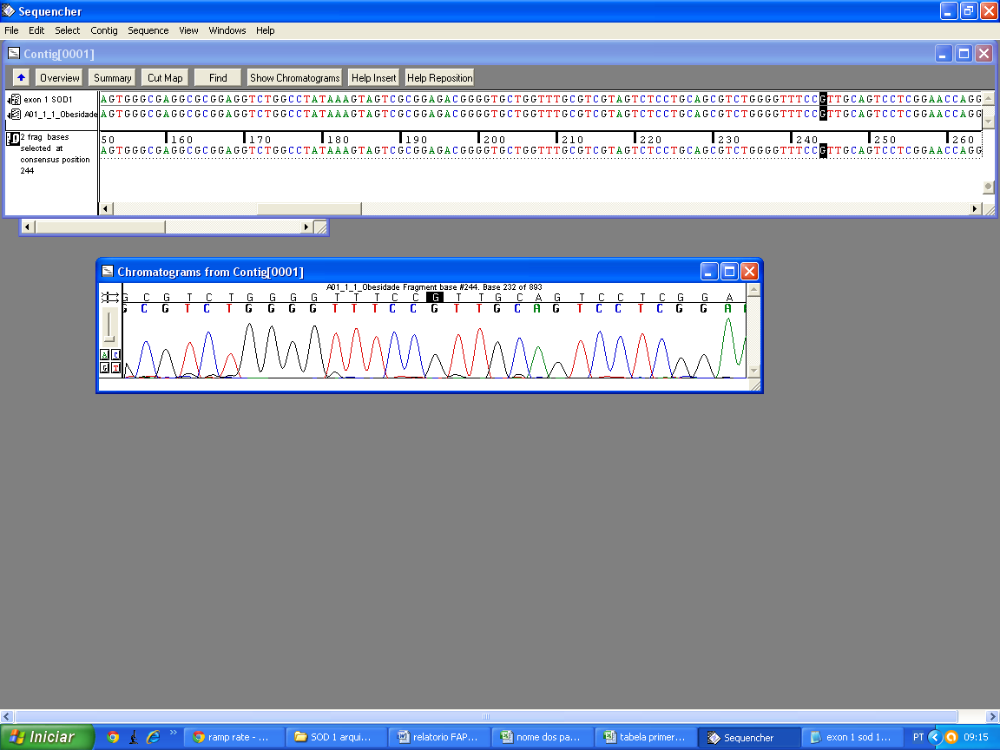 Sequencher
File Edit Select Contig Sequence View Windows Help
Contig[0001]
Overview Summary Cut Map Find Show Chromatograms Help Insert Help Reposition
exon 1 SOD1 AGTGGGCGAGGCGCGGAGGTCTGGCCTATAAAGTAGTCGCGGAGACGGGGTGCTGGTTTGCGTCGTAGTCTCCTGCAGCGTCTGGGGTTTCCGTTGCAGTCCTCGGAACCAGG
A01_1_1_Obesidade AGTGGGCGAGGCGCGGAGGTCTGGCCTATAAAGTAGTCGCGGAGACGGGGTGCTGGTTTGCGTCGTAGTCTCCTGCAGCGTCTGGGGTTTCCGTTGCAGTCCTCGGAACCAGG
50 160 170 180 190 200 210 220 230 240 250 260
AGTGGGCGAGGCGCGGAGGTCTGGCCTATAAAGTAGTCGCGGAGACGGGGTGCTGGTTTGCGTCGTAGTCTCCTGCAGCGTCTGGGGTTTCCGTTGCAGTCCTCGGAACCAGG
2 frag bases
selected at
consensus position
244
Chromatograms from Contig[0001]
A01_1_1_Obesidade Fragment base #244. Base 232 of 893
G C G T C T G G G G T T T C C G T T G C A G T C C T C G G A
G C G T C T G G G G T T T C C G T T G C A G T C C T C G G A A
A C
G T
Iniciar ramp rate - ... SOD 1 arqui... relatorio FAP... nome dos pa... tabela primer... Sequencher exon 1 sod 1... PT 09:15